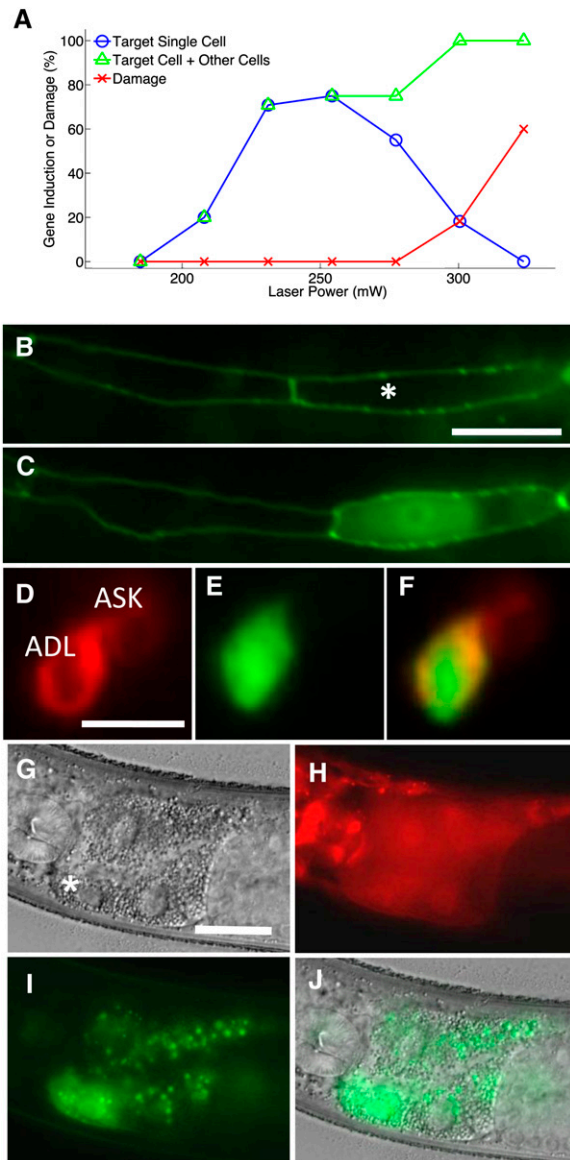 A
Gene Induction or Damage (%)
100
80
60
40
20
0
Target Single Cell
Target Cell + Other Cells
Damage
200
250
300
Laser Power (mW)
B
*
C
D
ASK
ADL
E
F
G
*
H
I
J